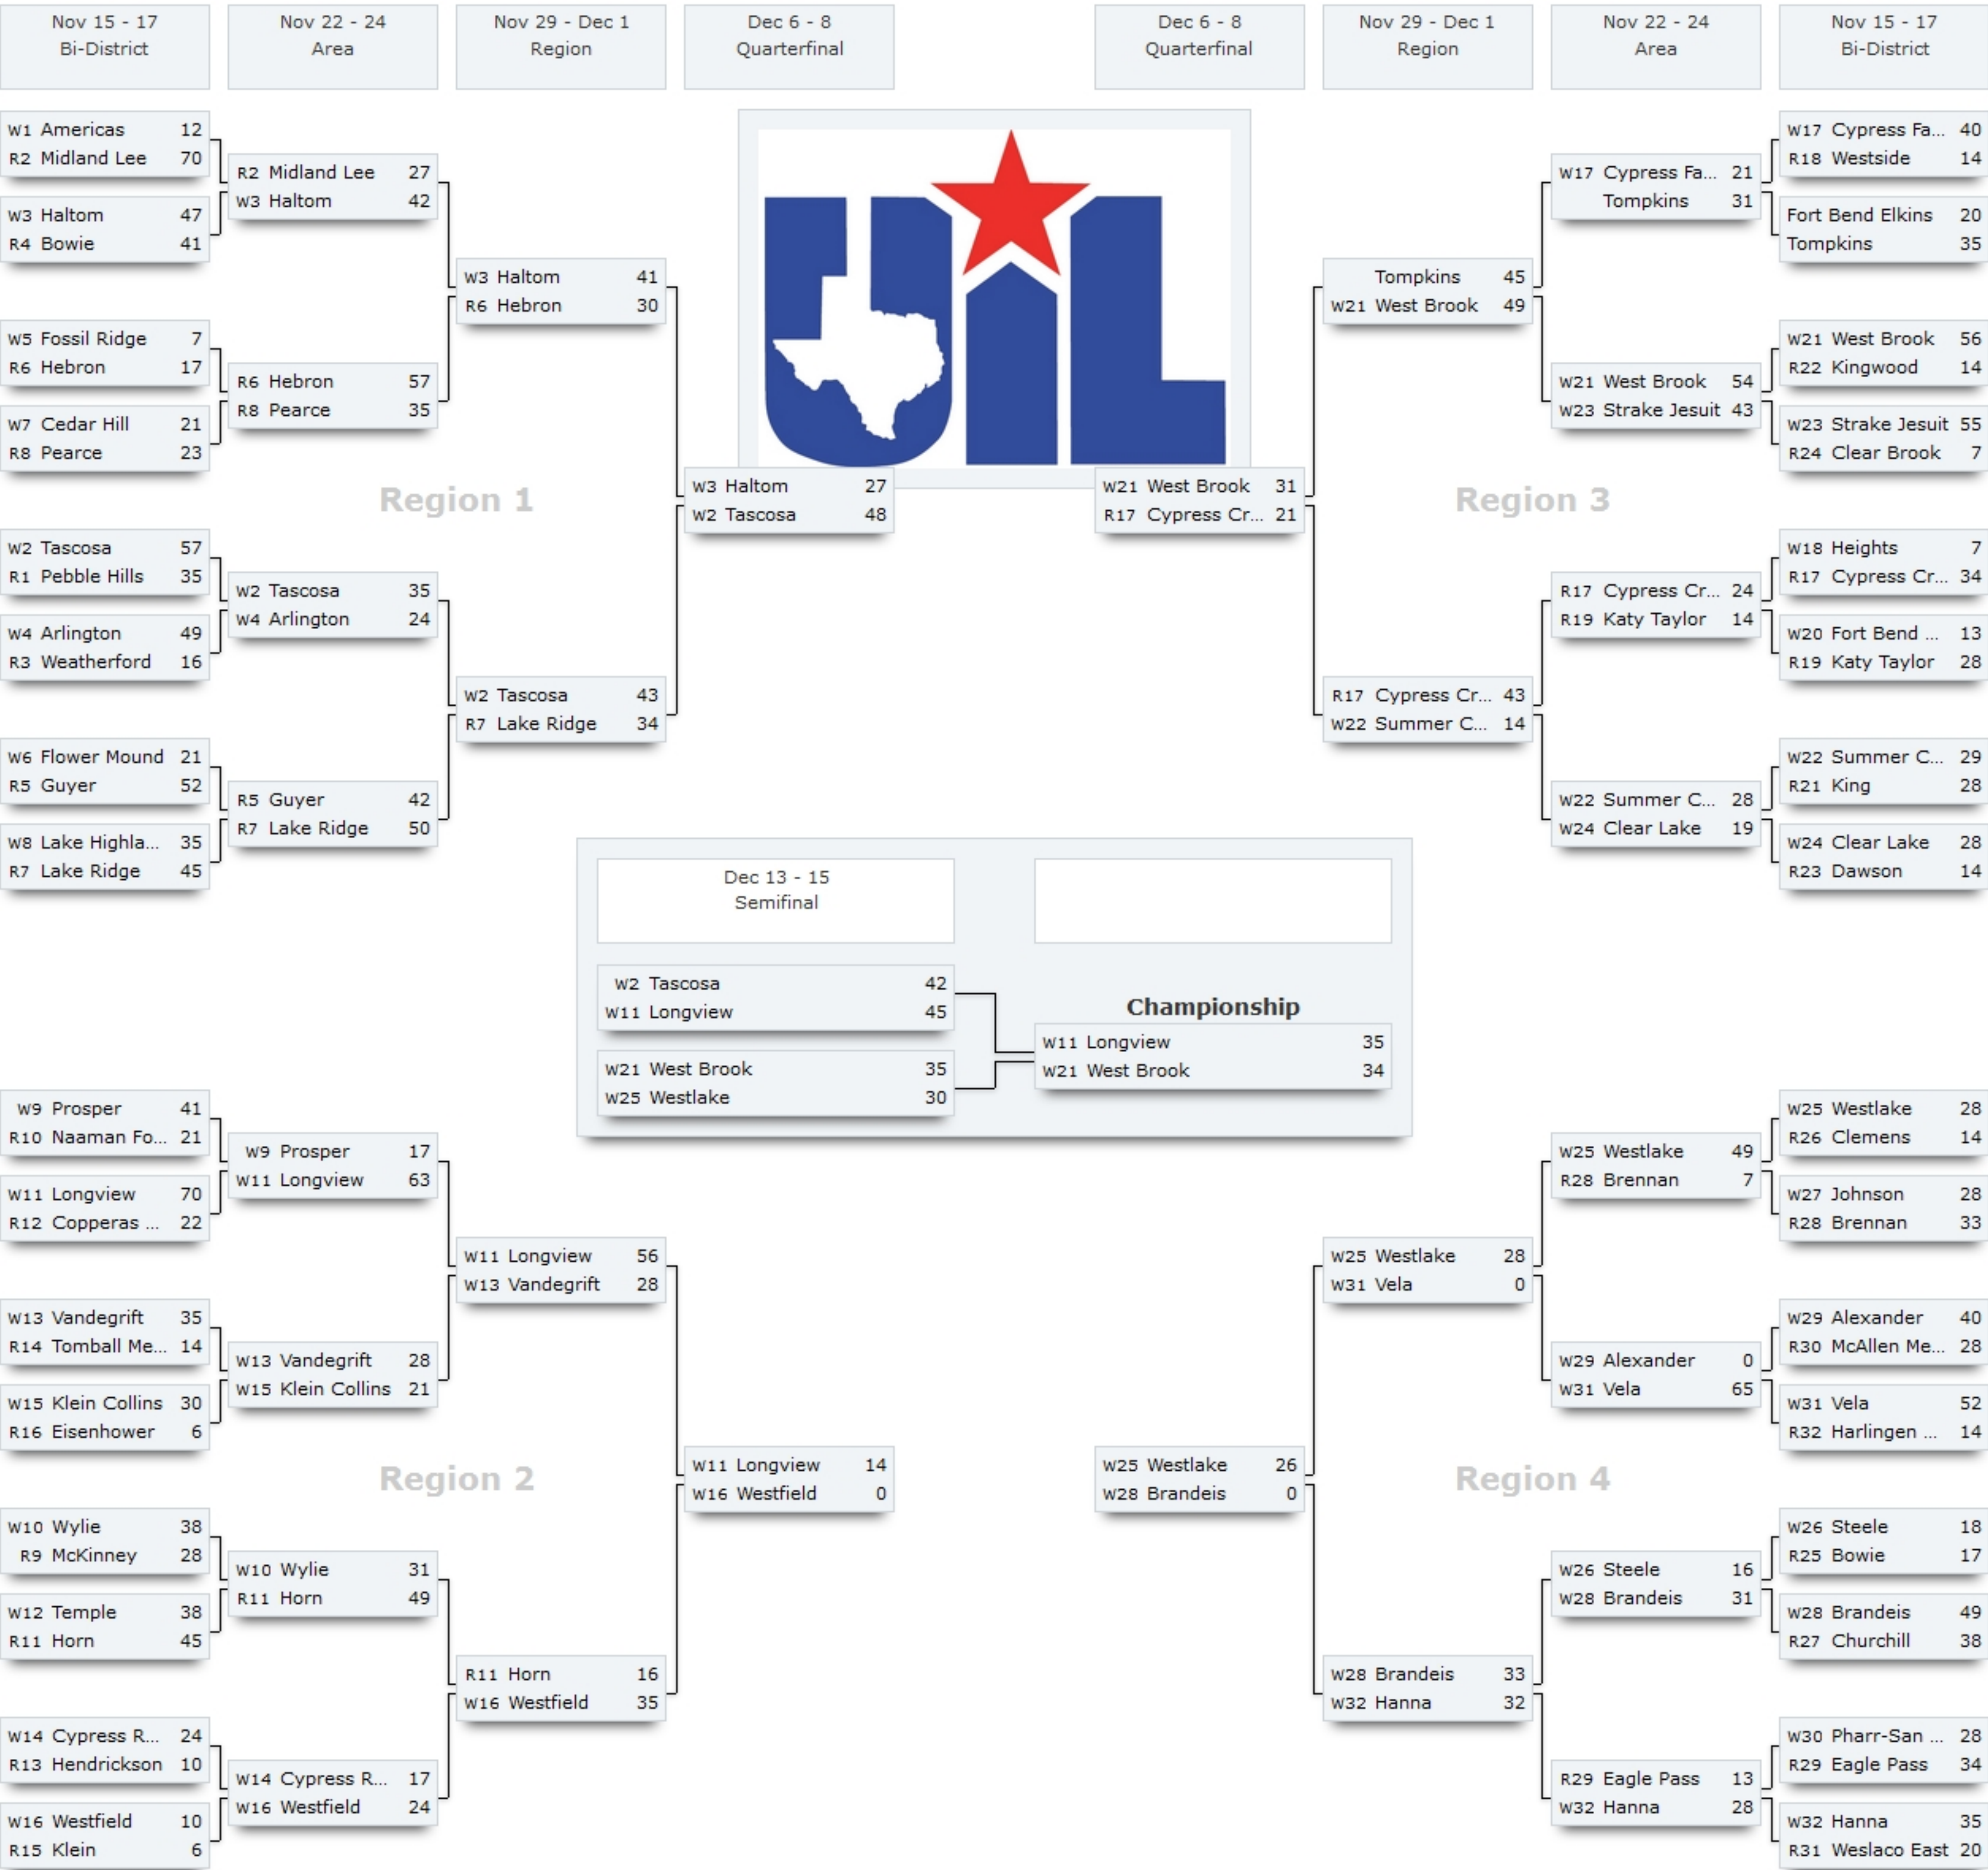 Nov 15 - 17
Bi-District
Nov 22 - 24
Area
Nov 29 - Dec 1
Region
Dec 6 - 8
Quarterfinal
Dec 6 - 8
Quarterfinal
Nov 29 - Dec 1
Region
Nov 22 - 24
Area
Nov 15 - 17
Bi-District
W1 Americas 12
R2 Midland Lee 70
W3 Haltom 47
R4 Bowie 41
W5 Fossil Ridge 7
R6 Hebron 17
W7 Cedar Hill 21
R8 Pearce 23
W2 Tascosa 57
R1 Pebble Hills 35
W4 Arlington 49
R3 Weatherford 16
W6 Flower Mound 21
R5 Guyer 52
W8 Lake Highla... 35
R7 Lake Ridge 45
R2 Midland Lee 27
W3 Haltom 42
R6 Hebron 57
R8 Pearce 35
W2 Tascosa 35
W4 Arlington 24
R5 Guyer 42
R7 Lake Ridge 50
W3 Haltom 41
R6 Hebron 30
W2 Tascosa 43
R7 Lake Ridge 34
Region 1
W3 Haltom 27
W2 Tascosa 48
UIL
W21 West Brook 31
R17 Cypress Cr... 21
Region 3
Tompkins 45
W21 West Brook 49
R17 Cypress Cr... 43
W22 Summer C... 14
W17 Cypress Fa... 21
Tompkins 31
W21 West Brook 54
W23 Strake Jesuit 43
R17 Cypress Cr... 24
R19 Katy Taylor 14
W22 Summer C... 28
W24 Clear Lake 19
W17 Cypress Fa... 40
R18 Westside 14
Fort Bend Elkins 20
Tompkins 35
W21 West Brook 56
R22 Kingwood 14
W23 Strake Jesuit 55
R24 Clear Brook 7
W18 Heights 7
R17 Cypress Cr... 34
W20 Fort Bend ... 13
R19 Katy Taylor 28
W22 Summer C... 29
R21 King 28
W24 Clear Lake 28
R23 Dawson 14
Dec 13 - 15
Semifinal
W2 Tascosa 42
W11 Longview 45
W21 West Brook 35
W25 Westlake 30
Championship
W11 Longview 35
W21 West Brook 34
W9 Prosper 41
R10 Naaman Fo... 21
W11 Longview 70
R12 Copperas ... 22
W13 Vandegrift 35
R14 Tomball Me... 14
W15 Klein Collins 30
R16 Eisenhower 6
W10 Wylie 38
R9 McKinney 28
W12 Temple 38
R11 Horn 45
W14 Cypress R... 24
R13 Hendrickson 10
W16 Westfield 10
R15 Klein 6
W9 Prosper 17
W11 Longview 63
W13 Vandegrift 28
W15 Klein Collins 21
W10 Wylie 31
R11 Horn 49
W14 Cypress R... 17
W16 Westfield 24
W11 Longview 56
W13 Vandegrift 28
R11 Horn 16
W16 Westfield 35
Region 2
W11 Longview 14
W16 Westfield 0
W25 Westlake 26
W28 Brandeis 0
Region 4
W25 Westlake 28
W31 Vela 0
W28 Brandeis 33
W32 Hanna 32
W25 Westlake 49
R28 Brennan 7
W29 Alexander 0
W31 Vela 65
W26 Steele 16
W28 Brandeis 31
R29 Eagle Pass 13
W32 Hanna 28
W25 Westlake 28
R26 Clemens 14
W27 Johnson 28
R28 Brennan 33
W29 Alexander 40
R30 McAllen Me... 28
W31 Vela 52
R32 Harlingen ... 14
W26 Steele 18
R25 Bowie 17
W28 Brandeis 49
R27 Churchill 38
W30 Pharr-San ... 28
R29 Eagle Pass 34
W32 Hanna 35
R31 Weslaco East 20